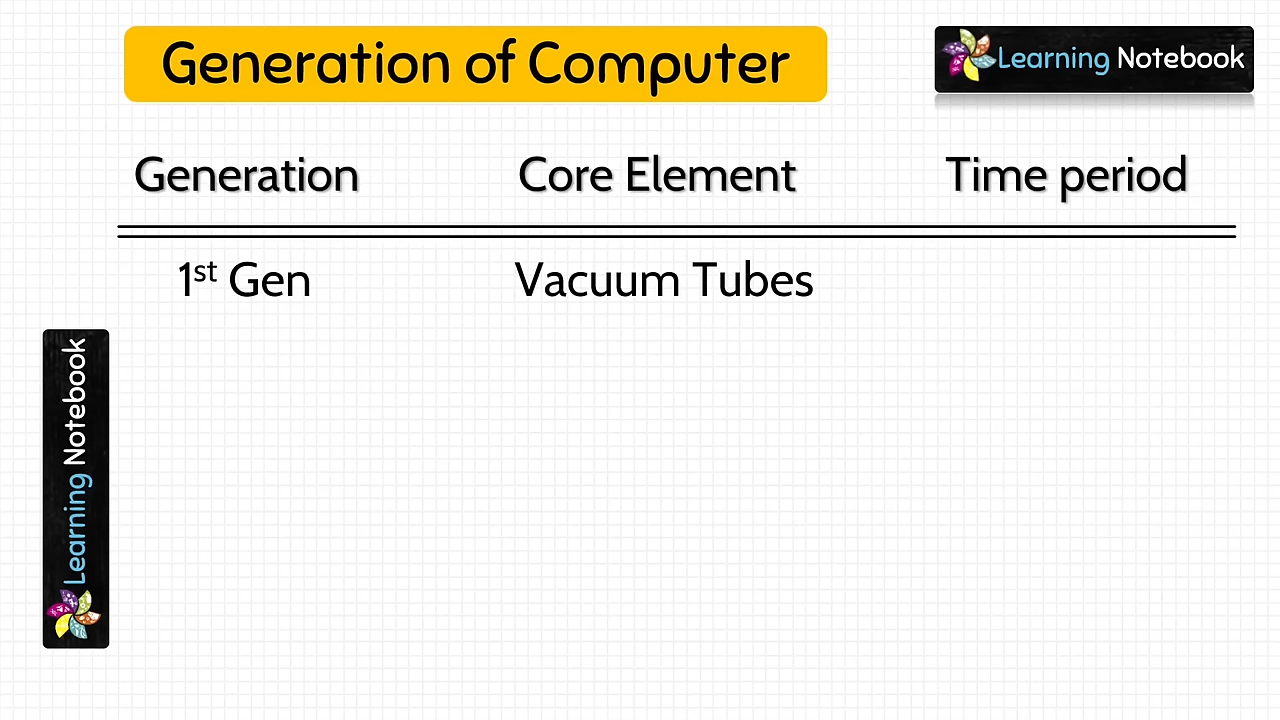 Generation of Computer
Learning Notebook
Generation Core Element Time period
1st Gen Vacuum Tubes
Learning Notebook